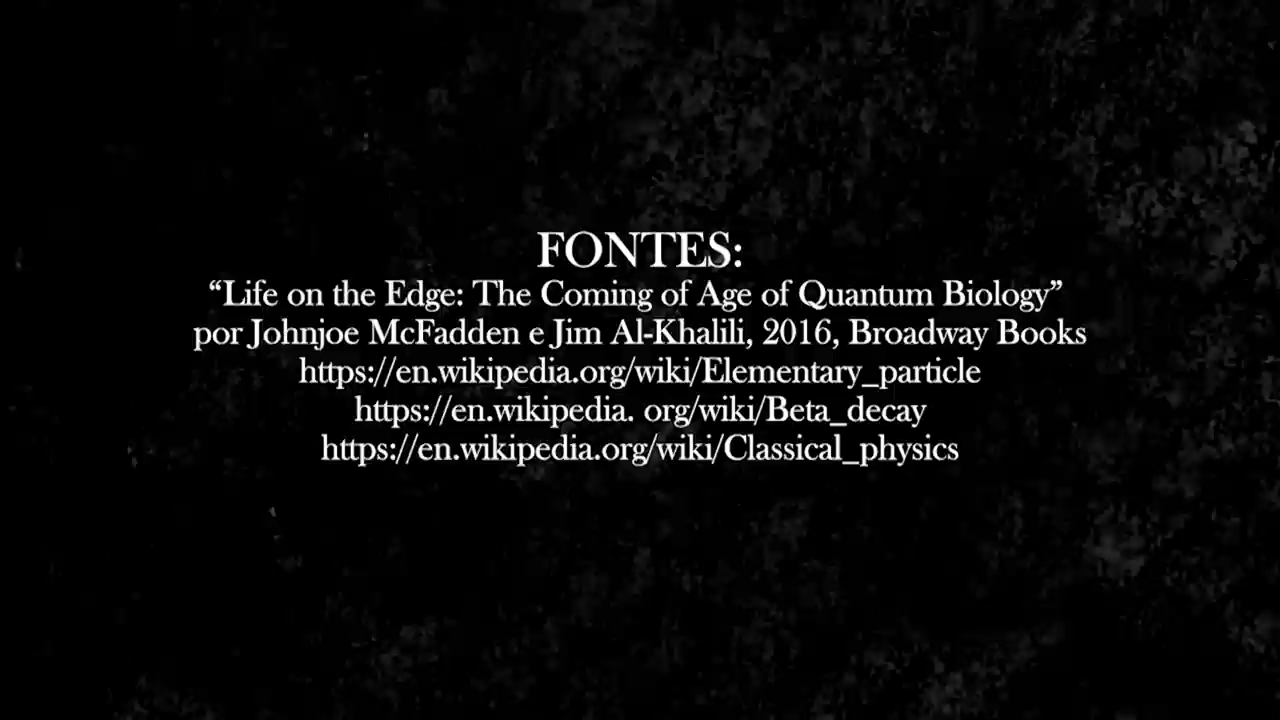 FONTES:
“Life on the Edge: The Coming of Age of Quantum Biology”
por Johnjoe McFadden e Jim Al-Khalili, 2016, Broadway Books
https://en.wikipedia.org/wiki/Elementary_particle
https://en.wikipedia. org/wiki/Beta_decay
https://en.wikipedia.org/wiki/Classical_physics